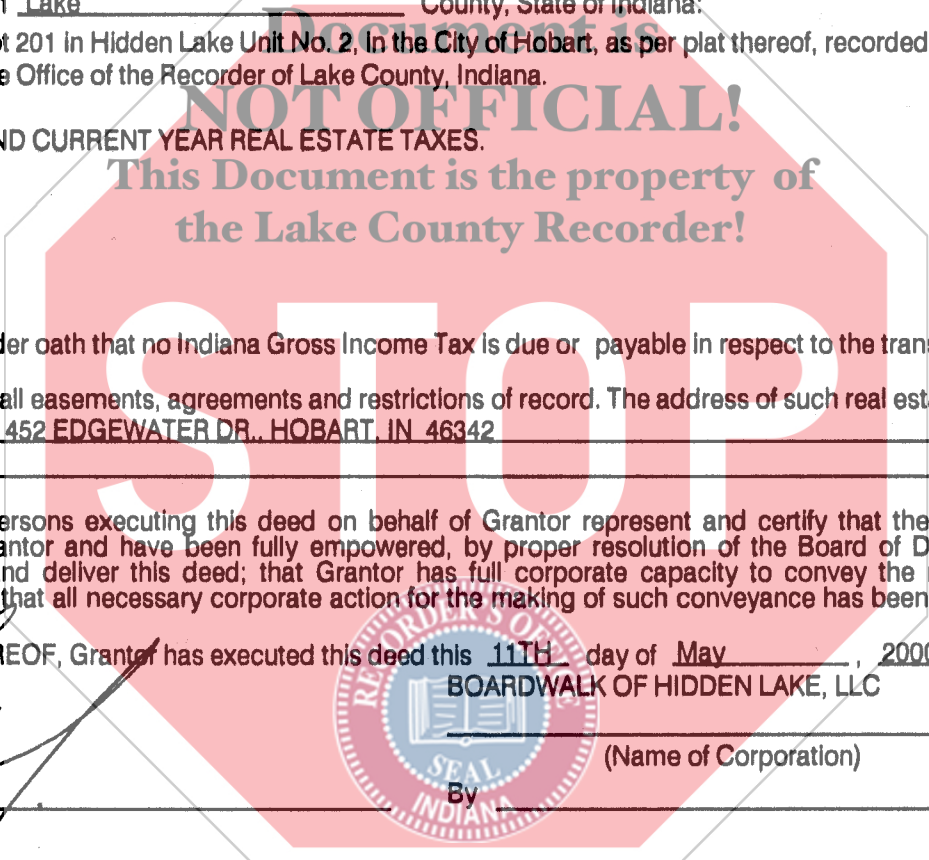 Lake County, State of Indiana:
Document is
201 in Hidden Lake Unit No. 2, in the City of Hobart, as per plat thereof, recorded
Office of the Recorder of Lake County, Indiana.
NOT OFFICIAL!
ND CURRENT YEAR REAL ESTATE TAXES.
This Document is the property of
the Lake County Recorder!
STOP
der oath that no Indiana Gross Income Tax is due or payable in respect to the tran
all easements, agreements and restrictions of record. The address of such real est
452 EDGEWATER DR., HOBART, IN 46342
ersons executing this deed on behalf of Grantor represent and certify that the
antor and have been fully empowered, by proper resolution of the Board of D
nd deliver this deed; that Grantor has full corporate capacity to convey the
that all necessary corporate action for the making of such conveyance has been
EOF, Grantor has executed this deed this 11TH day of May , 2000
BOARDWALK OF HIDDEN LAKE, LLC
(Name of Corporation)
By
RECORDER'S OFFICE
SEAL
INDIANA